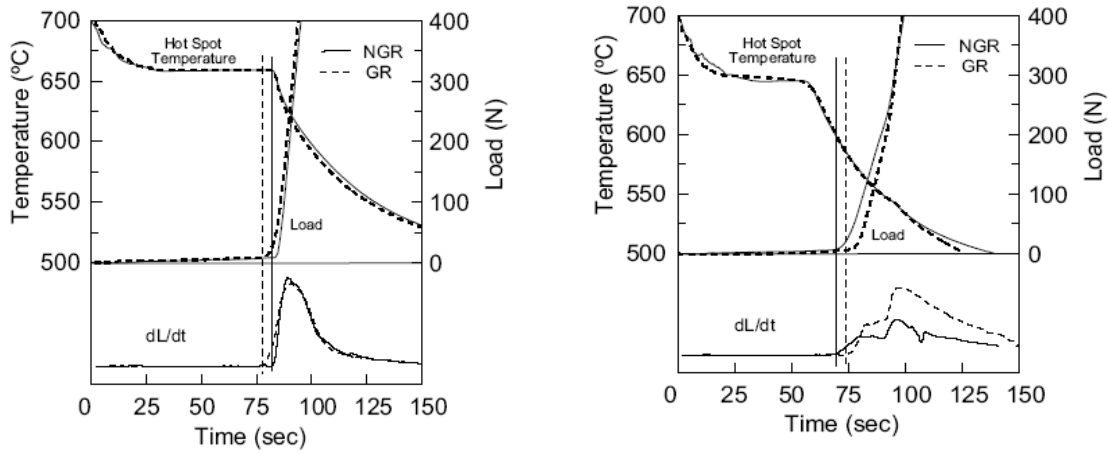 700
650
600
550
500
Temperature (ºC)
Hot Spot
Temperature
NGR
GR
Load
400
300
200
100
0
Load (N)
dL/dt
0 25 50 75 100 125 150
Time (sec)
700
650
600
550
500
Temperature (ºC)
Hot Spot
Temperature
NGR
GR
Load
400
300
200
100
0
Load (N)
dL/dt
0 25 50 75 100 125 150
Time (sec)